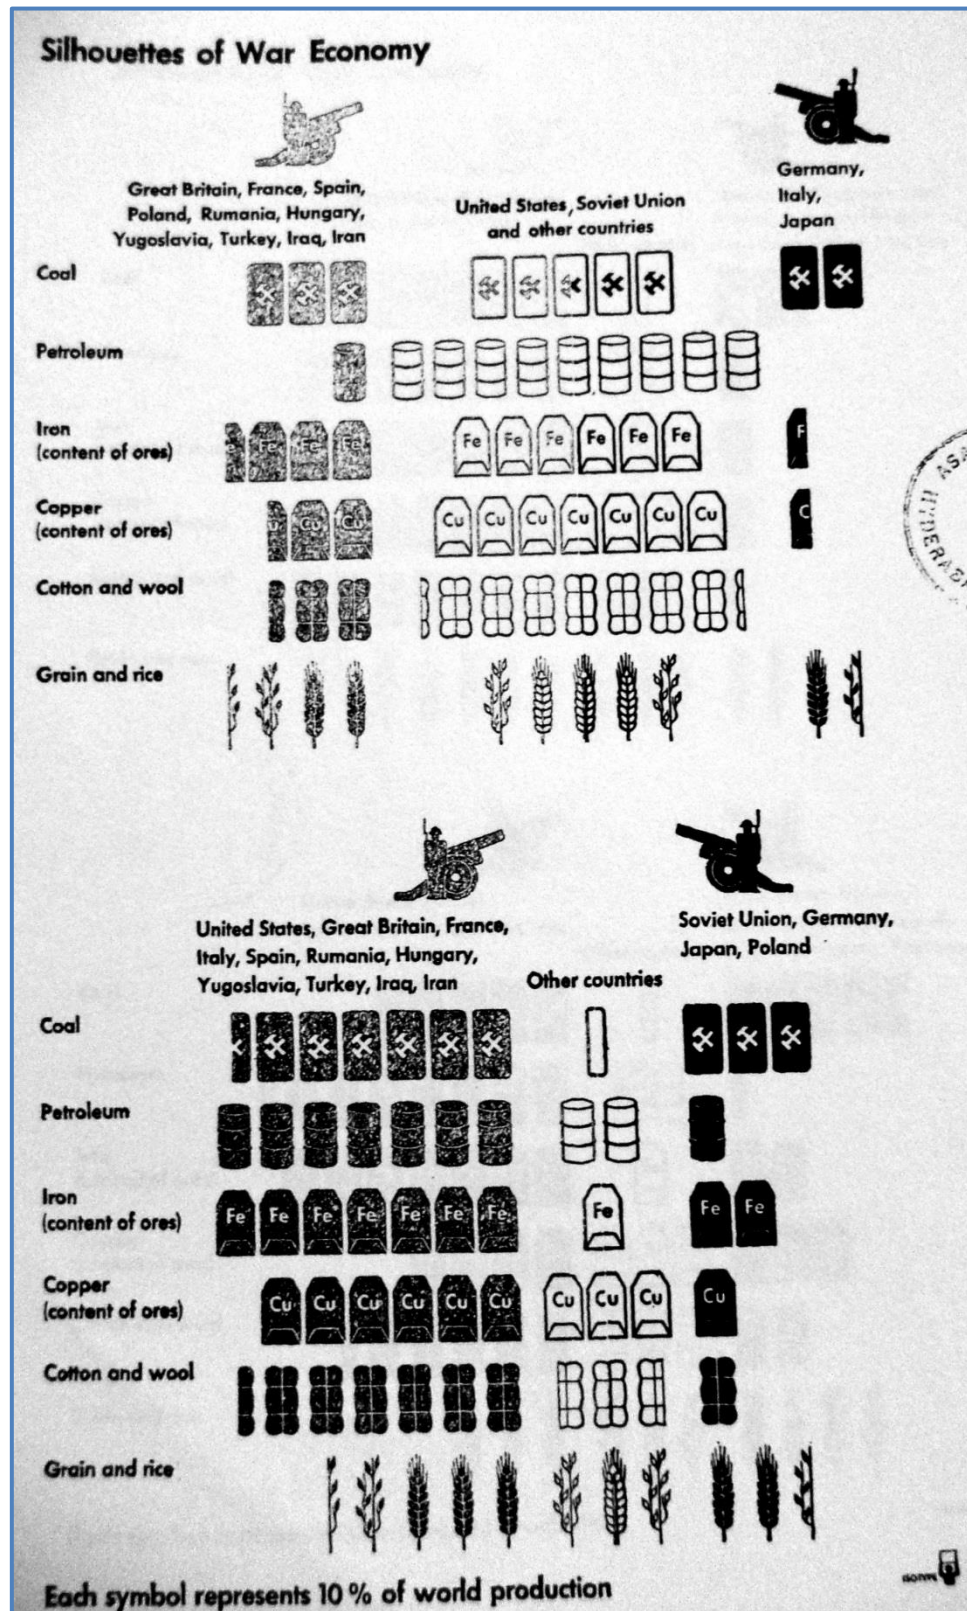 Silhouettes of War Economy
Great Britain, France, Spain,
Poland, Rumania, Hungary,
Yugoslavia, Turkey, Iraq, Iran
United States, Soviet Union
and other countries
Germany,
Italy,
Japan
Coal
Petroleum
Iron
(content of ores)
Fe Fe Fe Fe Fe Fe Fe Fe Fe F
Copper
(content of ores)
u Cu Cu Cu Cu Cu Cu Cu Cu Cu C
Cotton and wool
Grain and rice
United States, Great Britain, France,
Italy, Spain, Rumania, Hungary,
Yugoslavia, Turkey, Iraq, Iran
Other countries
Soviet Union, Germany,
Japan, Poland
Coal
Petroleum
Iron
(content of ores)
Fe Fe Fe Fe Fe Fe Fe Fe Fe Fe
Copper
(content of ores)
Cu Cu Cu Cu Cu Cu Cu Cu Cu Cu
Cotton and wool
Grain and rice
Each symbol represents 10 % of world production
ISOTYPE